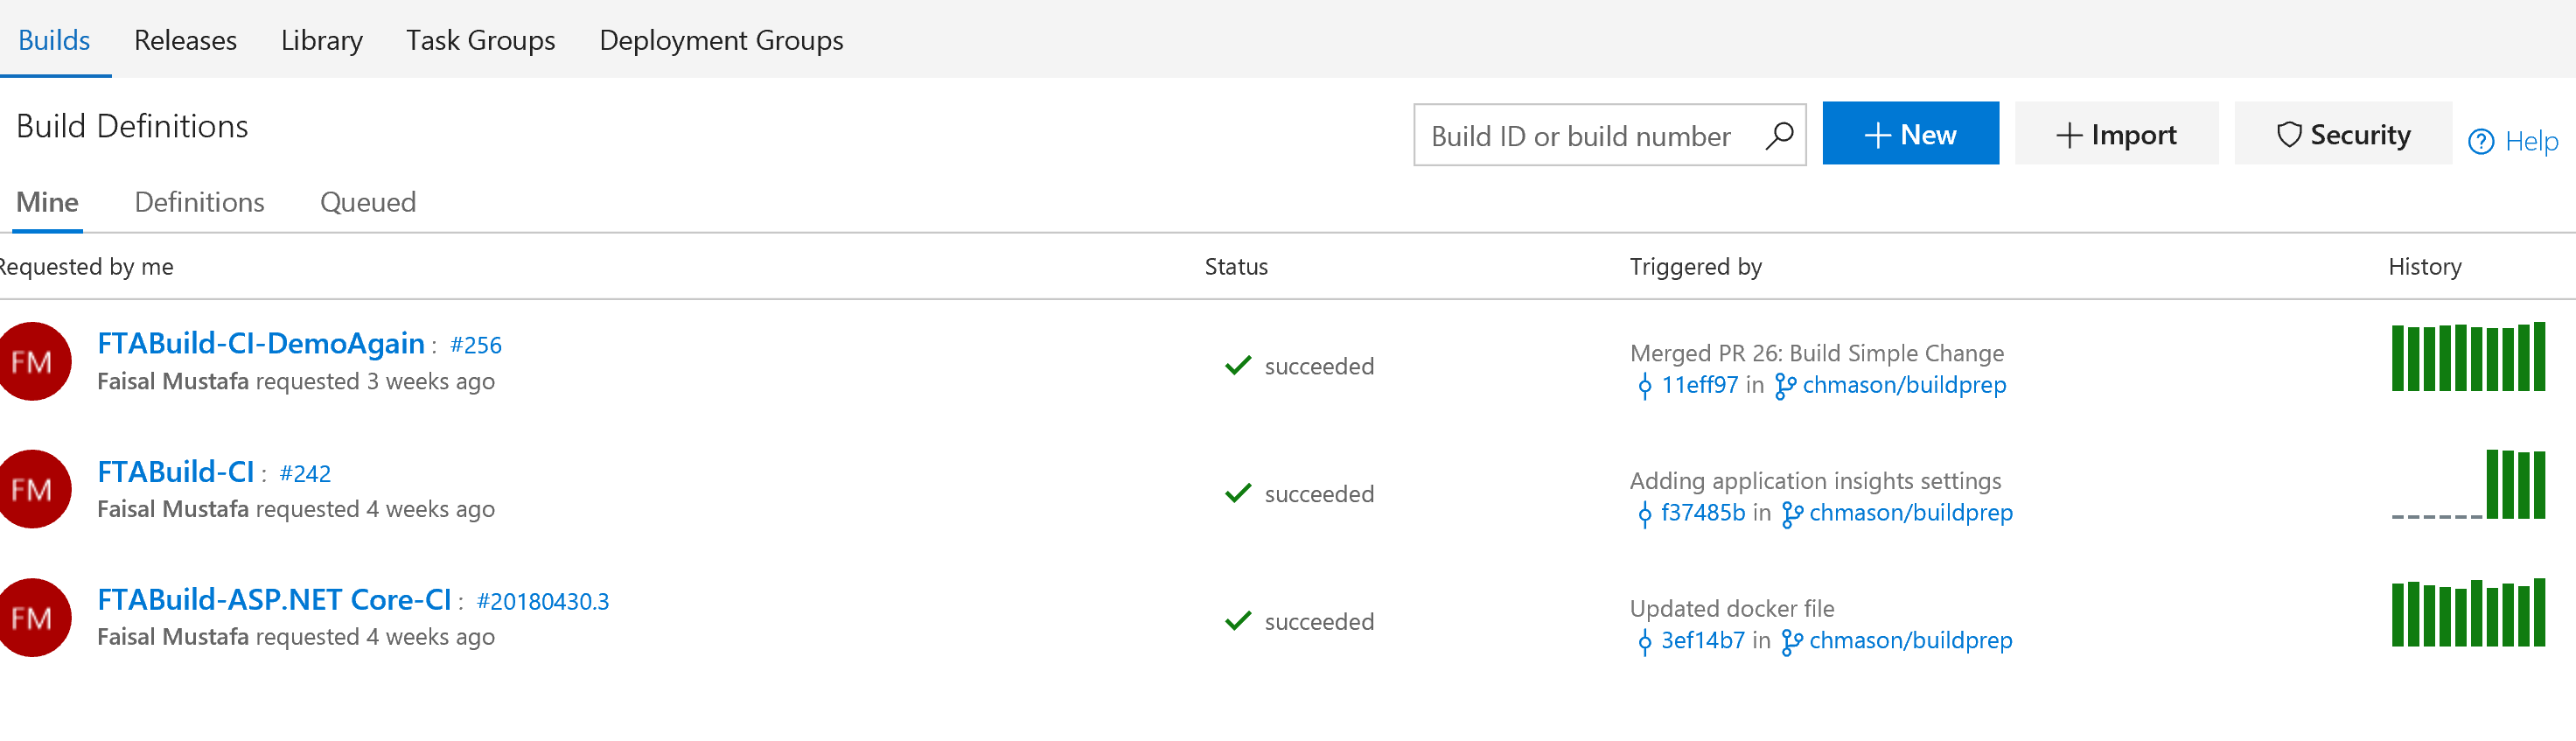 Builds Releases Library Task Groups Deployment Groups
Build Definitions
Build ID or build number
New
Import
Security
Help
Mine Definitions Queued
Requested by me Status Triggered by History
FM
FTABuild-CI-DemoAgain : #256
Faisal Mustafa requested 3 weeks ago
succeeded
Merged PR 26: Build Simple Change
11eff97 in chmason/buildprep
FM
FTABuild-CI : #242
Faisal Mustafa requested 4 weeks ago
succeeded
Adding application insights settings
f37485b in chmason/buildprep
FM
FTABuild-ASP.NET Core-CI : #20180430.3
Faisal Mustafa requested 4 weeks ago
succeeded
Updated docker file
3ef14b7 in chmason/buildprep